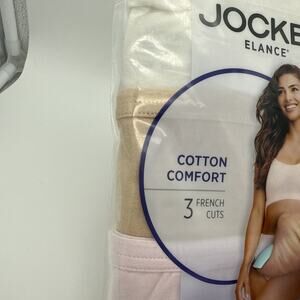 JOCKE
ELANCE®
COTTON
COMFORT
3 FRENCH
CUTS